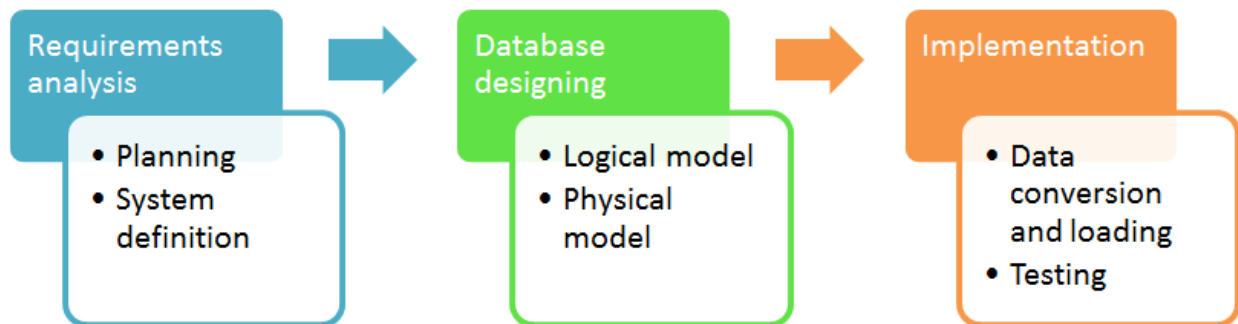 Requirements
analysis
• Planning
• System
definition
Database
designing
• Logical model
• Physical
model
Implementation
• Data
conversion
and loading
• Testing